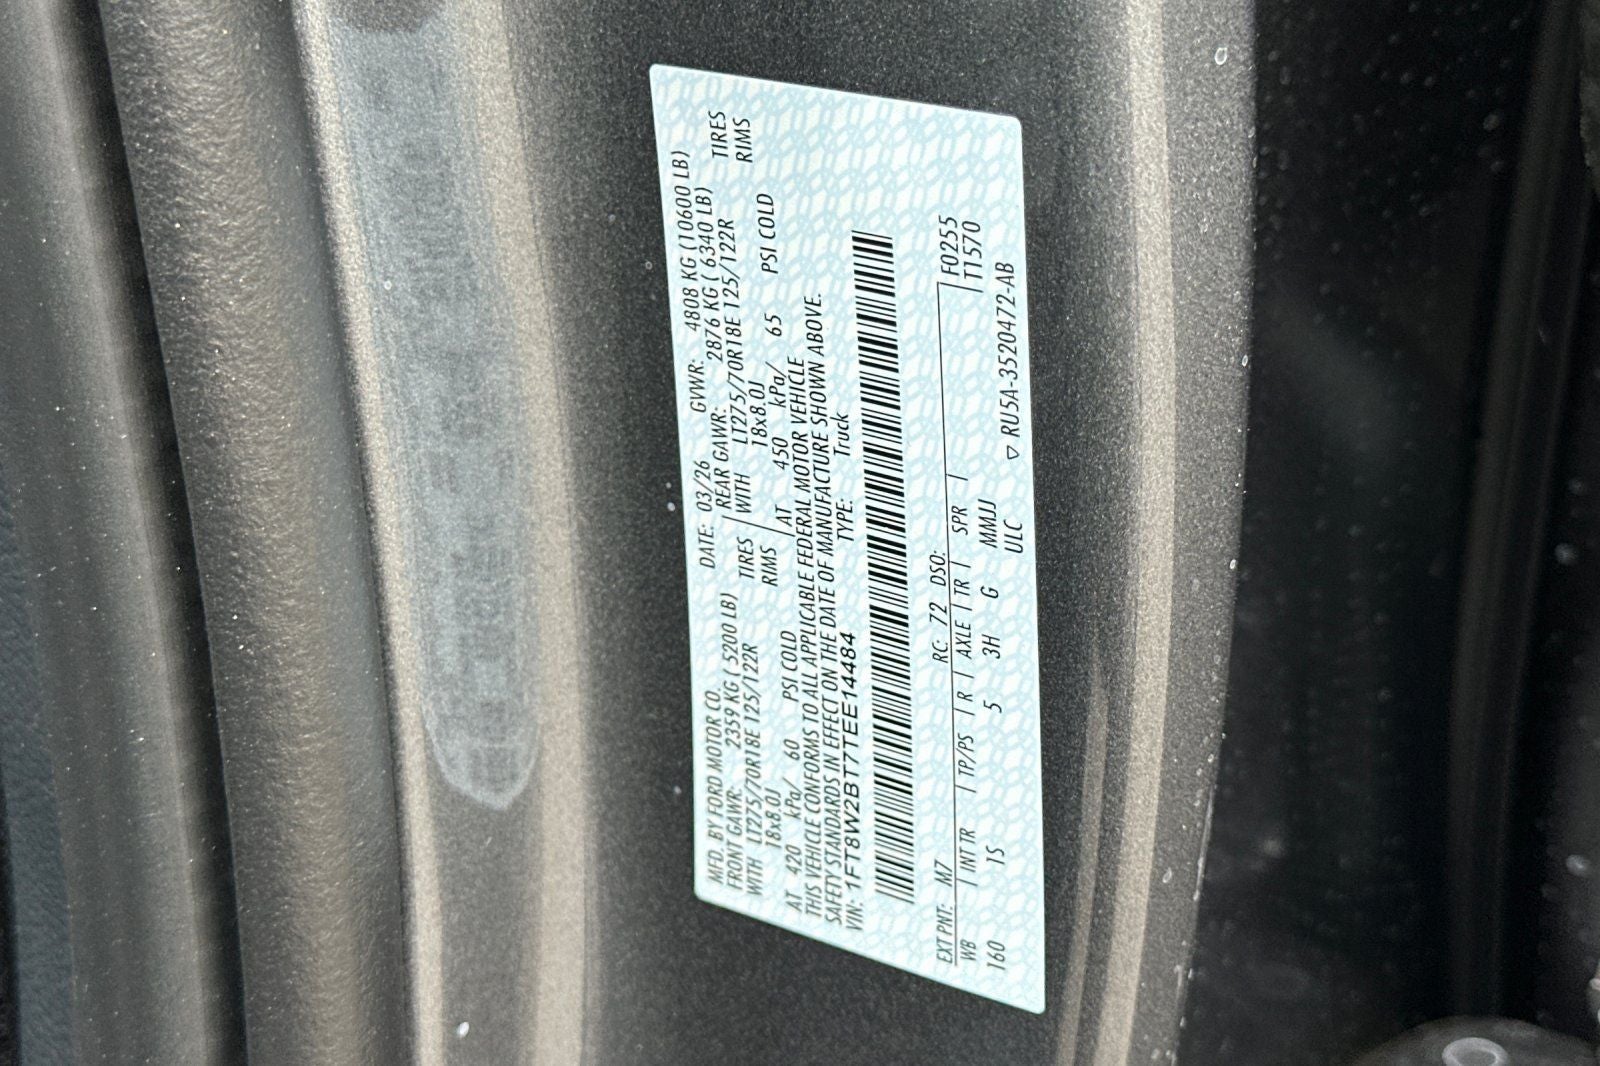 MFD. BY FORD MOTOR CO. DATE: 03/26 GVWR: 4808 KG (10600 LB)
FRONT GAWR: 2359 KG ( 5200 LB) REAR GAWR: 2876 KG ( 6340 LB)
WITH LT275/70R18E 125/122R TIRES WITH LT275/70R18E 125/122R TIRES
18x8.0J RIMS 18x8.0J RIMS
AT 420 kPa/ 60 PSI COLD AT 450 kPa/ 65 PSI COLD
THIS VEHICLE CONFORMS TO ALL APPLICABLE FEDERAL MOTOR VEHICLE
SAFETY STANDARDS IN EFFECT ON THE DATE OF MANUFACTURE SHOWN ABOVE.
VIN: 1FT8W2BT7TEE14484 TYPE: Truck
EXT PNT: M7 RC: 72 DSO: F0255
WB | INT TR | TP/PS | R | AXLE | TR | SPR | T1570
160 1S 5 3H G MMJJ
ULC ▽ RU5A-3520472-AB